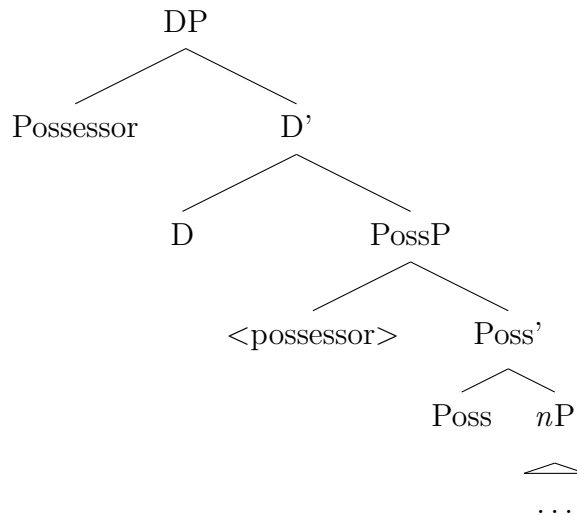 DP
Possessor D'
D PossP
<possessor> Poss'
Poss nP
...